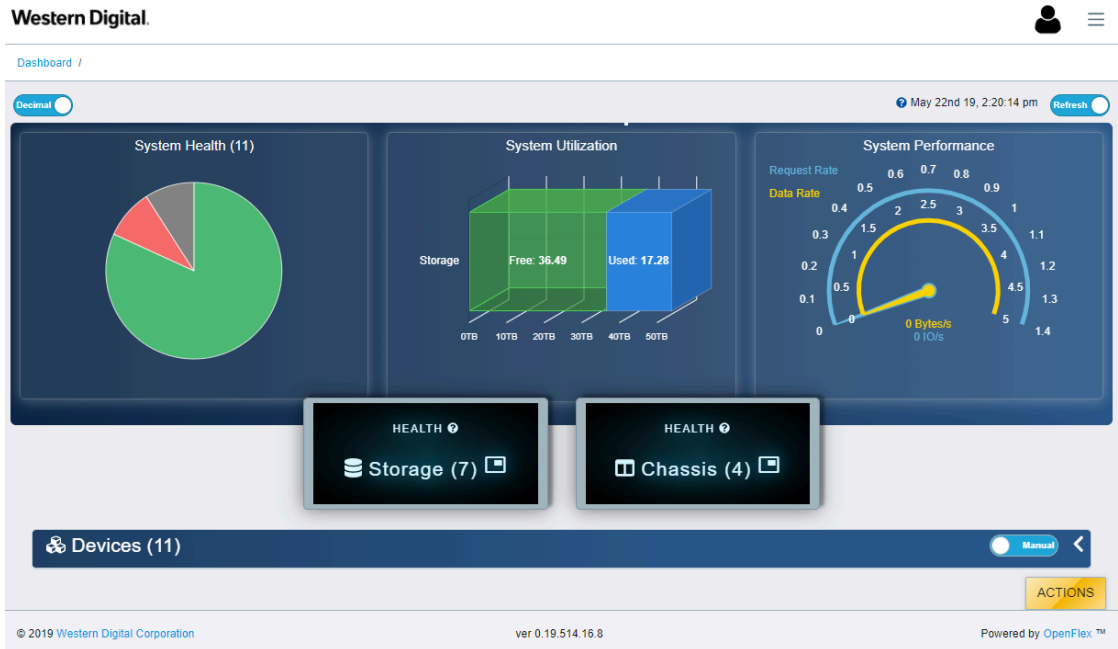 Western Digital.
Dashboard /
Decimal
May 22nd 19, 2:20:14 pm
Refresh
System Health (11)
System Utilization
Storage
Free: 36.49
Used: 17.28
0TB 10TB 20TB 30TB 40TB 50TB
System Performance
Request Rate
Data Rate
0 0.1 0.2 0.3 0.4 0.5 0.6 0.7 0.8 0.9 1 1.1 1.2 1.3 1.4
0 0.5 1 1.5 2 2.5 3 3.5 4 4.5 5
0 Bytes/s
0 IO/s
HEALTH ?
Storage (7)
HEALTH ?
Chassis (4)
Devices (11)
Manual
ACTIONS
© 2019 Western Digital Corporation
ver 0.19.514.16.8
Powered by OpenFlex ™